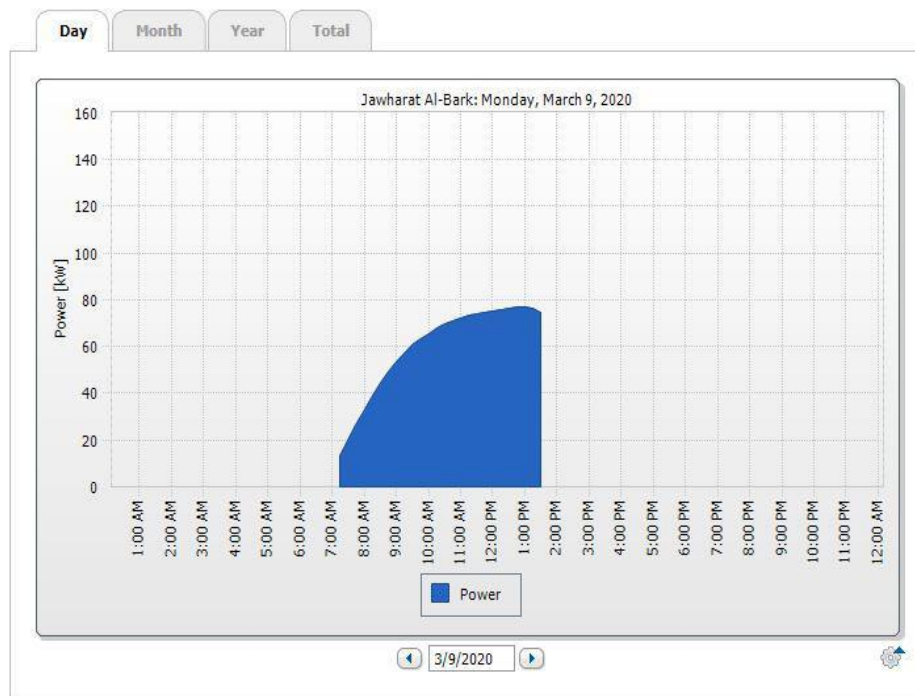 Day
Month
Year
Total
Jawharat Al-Bark: Monday, March 9, 2020
Power [kW]
160
140
120
100
80
60
40
20
0
1:00 AM
2:00 AM
3:00 AM
4:00 AM
5:00 AM
6:00 AM
7:00 AM
8:00 AM
9:00 AM
10:00 AM
11:00 AM
12:00 PM
1:00 PM
2:00 PM
3:00 PM
4:00 PM
5:00 PM
6:00 PM
7:00 PM
8:00 PM
9:00 PM
10:00 PM
11:00 PM
12:00 AM
Power
3/9/2020